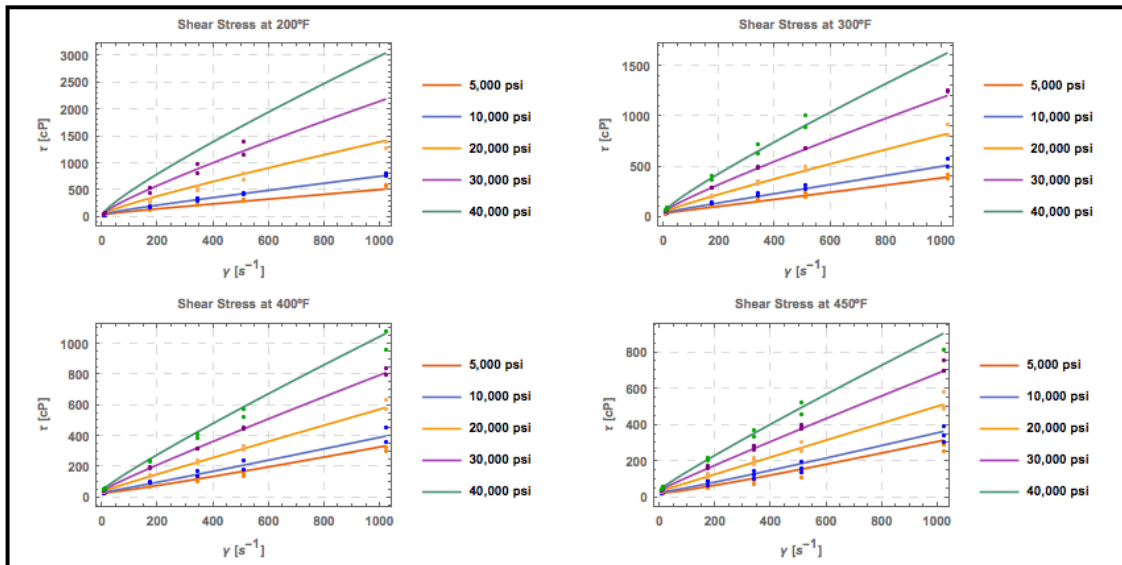 Shear Stress at 200ºF
3000
2500
2000
1500
1000
500
0
τ [cP]
0 200 400 600 800 1000
γ [s⁻¹]
5,000 psi
10,000 psi
20,000 psi
30,000 psi
40,000 psi
Shear Stress at 300ºF
1500
1000
500
0
τ [cP]
0 200 400 600 800 1000
γ [s⁻¹]
5,000 psi
10,000 psi
20,000 psi
30,000 psi
40,000 psi
Shear Stress at 400ºF
1000
800
600
400
200
0
τ [cP]
0 200 400 600 800 1000
γ [s⁻¹]
5,000 psi
10,000 psi
20,000 psi
30,000 psi
40,000 psi
Shear Stress at 450ºF
800
600
400
200
0
τ [cP]
0 200 400 600 800 1000
γ [s⁻¹]
5,000 psi
10,000 psi
20,000 psi
30,000 psi
40,000 psi